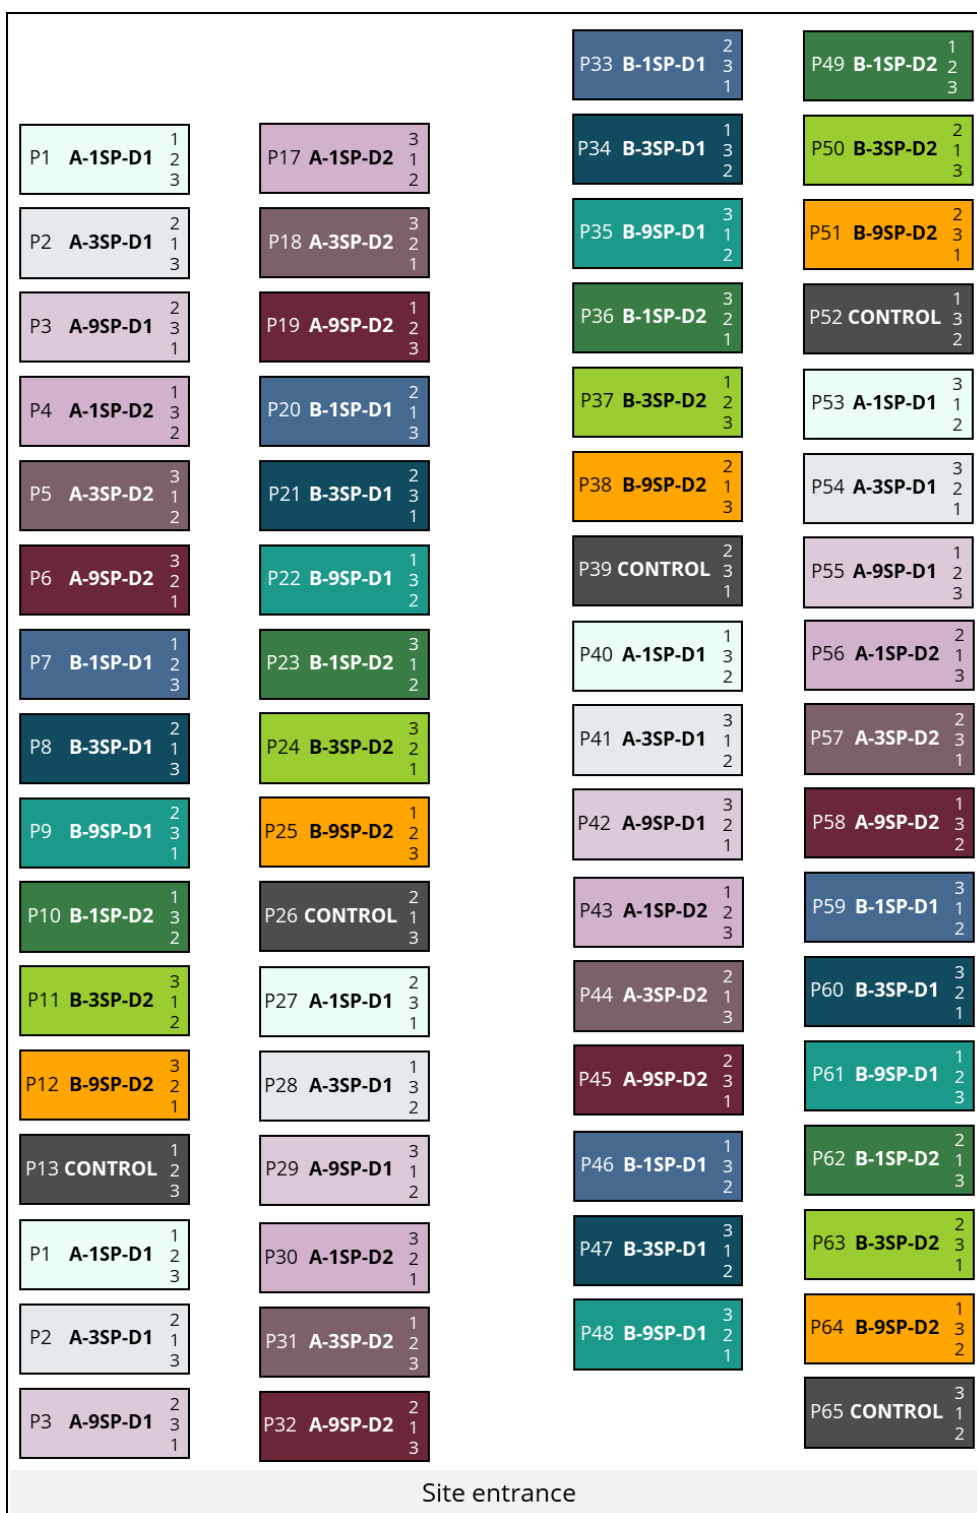 P1 A-1SP-D1 1 2 3
P2 A-3SP-D1 2 1 3
P3 A-9SP-D1 2 3 1
P4 A-1SP-D2 1 3 2
P5 A-3SP-D2 3 1 2
P6 A-9SP-D2 3 2 1
P7 B-1SP-D1 1 2 3
P8 B-3SP-D1 2 1 3
P9 B-9SP-D1 2 3 1
P10 B-1SP-D2 1 3 2
P11 B-3SP-D2 3 1 2
P12 B-9SP-D2 3 2 1
P13 CONTROL 1 2 3
P1 A-1SP-D1 1 2 3
P2 A-3SP-D1 2 1 3
P3 A-9SP-D1 2 3 1
P17 A-1SP-D2 3 1 2
P18 A-3SP-D2 3 2 1
P19 A-9SP-D2 1 2 3
P20 B-1SP-D1 2 1 3
P21 B-3SP-D1 2 3 1
P22 B-9SP-D1 1 3 2
P23 B-1SP-D2 3 1 2
P24 B-3SP-D2 3 2 1
P25 B-9SP-D2 1 2 3
P26 CONTROL 2 1 3
P27 A-1SP-D1 2 3 1
P28 A-3SP-D1 1 3 2
P29 A-9SP-D1 3 1 2
P30 A-1SP-D2 3 2 1
P31 A-3SP-D2 1 2 3
P32 A-9SP-D2 2 1 3
P33 B-1SP-D1 2 3 1
P34 B-3SP-D1 1 3 2
P35 B-9SP-D1 3 1 2
P36 B-1SP-D2 3 2 1
P37 B-3SP-D2 1 2 3
P38 B-9SP-D2 2 1 3
P39 CONTROL 2 3 1
P40 A-1SP-D1 1 3 2
P41 A-3SP-D1 3 1 2
P42 A-9SP-D1 3 2 1
P43 A-1SP-D2 1 2 3
P44 A-3SP-D2 2 1 3
P45 A-9SP-D2 2 3 1
P46 B-1SP-D1 1 3 2
P47 B-3SP-D1 3 1 2
P48 B-9SP-D1 3 2 1
P49 B-1SP-D2 1 2 3
P50 B-3SP-D2 2 1 3
P51 B-9SP-D2 2 3 1
P52 CONTROL 1 3 2
P53 A-1SP-D1 3 1 2
P54 A-3SP-D1 3 2 1
P55 A-9SP-D1 1 2 3
P56 A-1SP-D2 2 1 3
P57 A-3SP-D2 2 3 1
P58 A-9SP-D2 1 3 2
P59 B-1SP-D1 3 1 2
P60 B-3SP-D1 3 2 1
P61 B-9SP-D1 1 2 3
P62 B-1SP-D2 2 1 3
P63 B-3SP-D2 2 3 1
P64 B-9SP-D2 1 3 2
P65 CONTROL 3 1 2
Site entrance